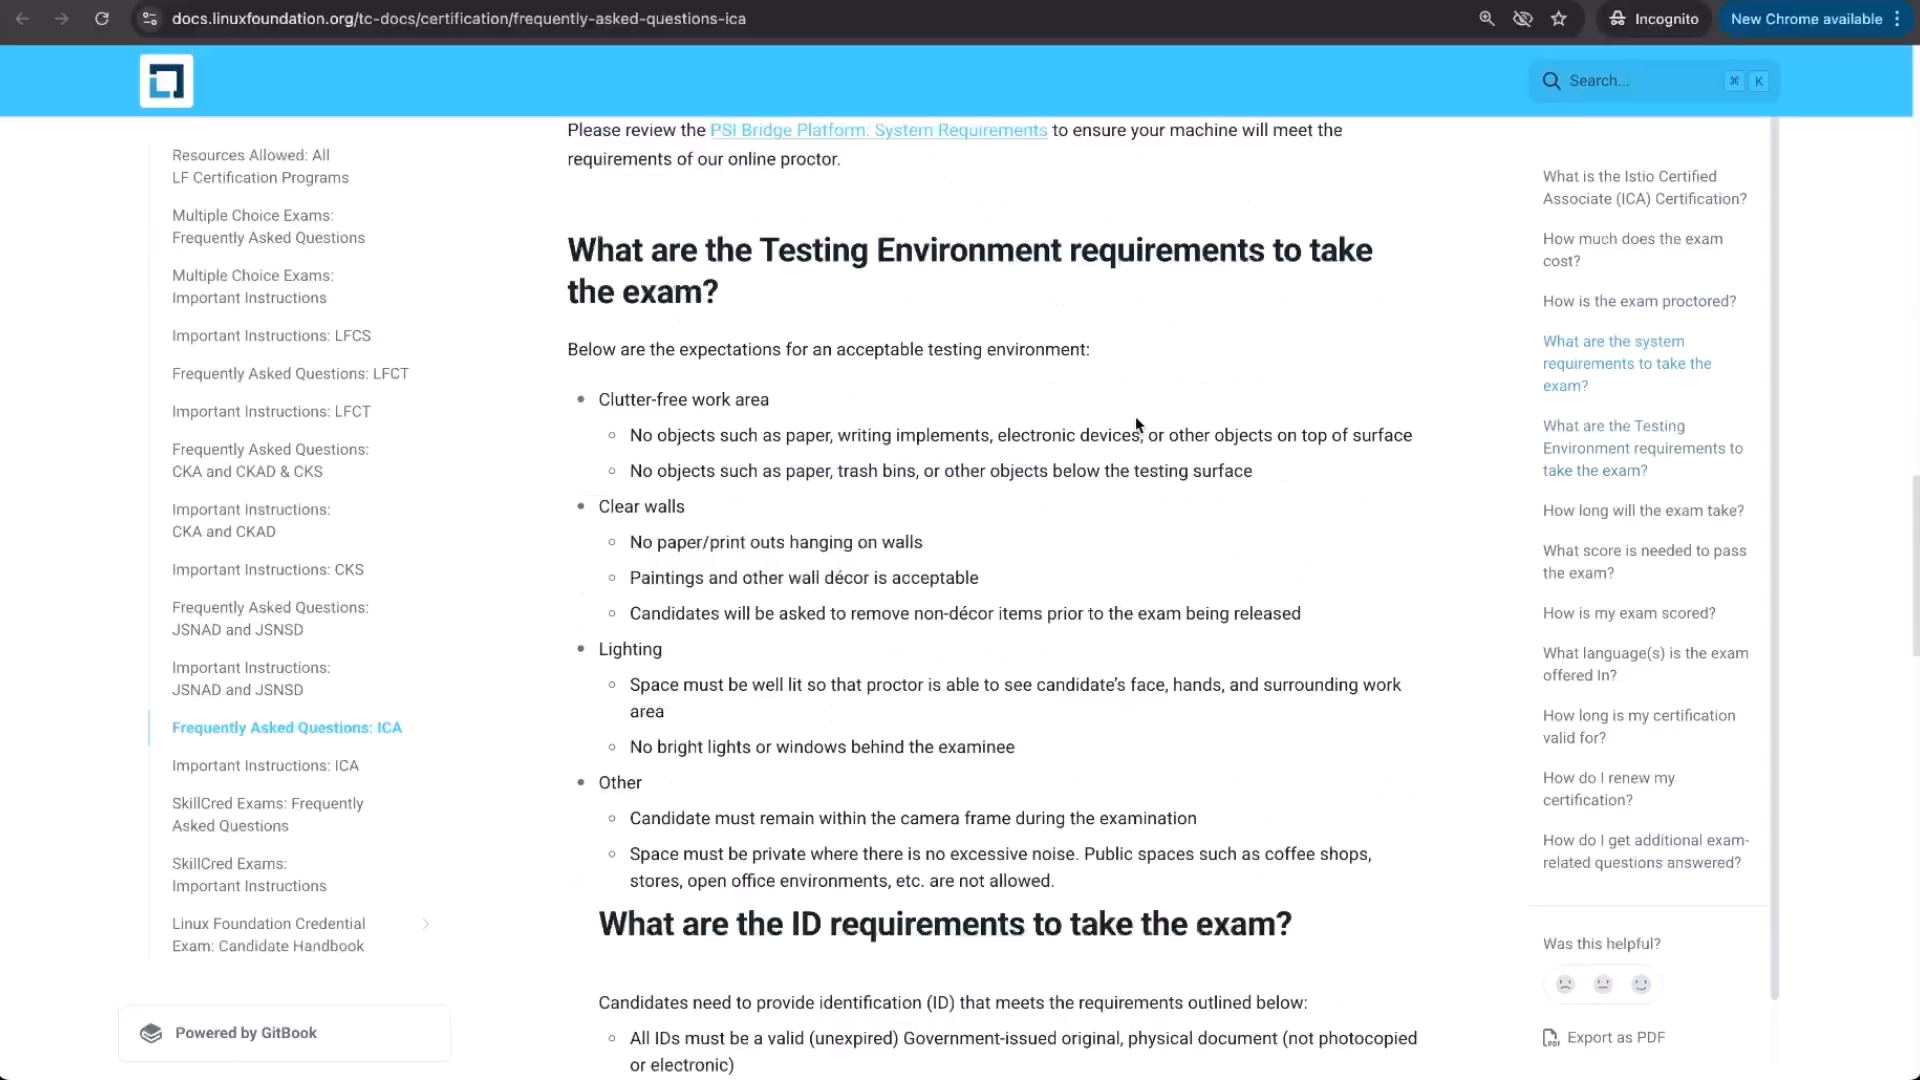 docs.linuxfoundation.org/tc-docs/certification/frequently-asked-questions-ica
Incognito
New Chrome available
Search...
⌘ K
Resources Allowed: All
LF Certification Programs
Multiple Choice Exams:
Frequently Asked Questions
Multiple Choice Exams:
Important Instructions
Important Instructions: LFCS
Frequently Asked Questions: LFCT
Important Instructions: LFCT
Frequently Asked Questions:
CKA and CKAD & CKS
Important Instructions:
CKA and CKAD
Important Instructions: CKS
Frequently Asked Questions:
JSNAD and JSNSD
Important Instructions:
JSNAD and JSNSD
Frequently Asked Questions: ICA
Important Instructions: ICA
SkillCred Exams: Frequently
Asked Questions
SkillCred Exams:
Important Instructions
Linux Foundation Credential
Exam: Candidate Handbook
Powered by GitBook
Please review the PSI Bridge Platform: System Requirements to ensure your machine will meet the
requirements of our online proctor.
What are the Testing Environment requirements to take
the exam?
Below are the expectations for an acceptable testing environment:
Clutter-free work area
No objects such as paper, writing implements, electronic devices, or other objects on top of surface
No objects such as paper, trash bins, or other objects below the testing surface
Clear walls
No paper/print outs hanging on walls
Paintings and other wall décor is acceptable
Candidates will be asked to remove non-décor items prior to the exam being released
Lighting
Space must be well lit so that proctor is able to see candidate’s face, hands, and surrounding work
area
No bright lights or windows behind the examinee
Other
Candidate must remain within the camera frame during the examination
Space must be private where there is no excessive noise. Public spaces such as coffee shops,
stores, open office environments, etc. are not allowed.
What are the ID requirements to take the exam?
Candidates need to provide identification (ID) that meets the requirements outlined below:
All IDs must be a valid (unexpired) Government-issued original, physical document (not photocopied
or electronic)
What is the Istio Certified
Associate (ICA) Certification?
How much does the exam
cost?
How is the exam proctored?
What are the system
requirements to take the
exam?
What are the Testing
Environment requirements to
take the exam?
How long will the exam take?
What score is needed to pass
the exam?
How is my exam scored?
What language(s) is the exam
offered In?
How long is my certification
valid for?
How do I renew my
certification?
How do I get additional exam-
related questions answered?
Was this helpful?
Export as PDF